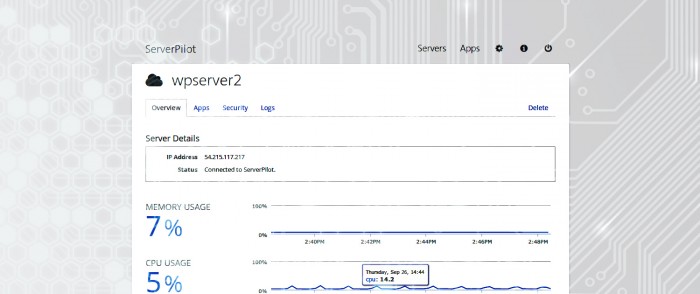 ServerPilot Servers Apps
wpserver2
Overview Apps Security Logs Delete
Server Details
IP Address 54.215.117.217
Status Connected to ServerPilot.
MEMORY USAGE
7 %
100%
0%
2:40PM 2:42PM 2:44PM 2:46PM 2:48PM
CPU USAGE
5 %
100%
Thursday, Sep 26, 14:44
cpu: 14.2
0%